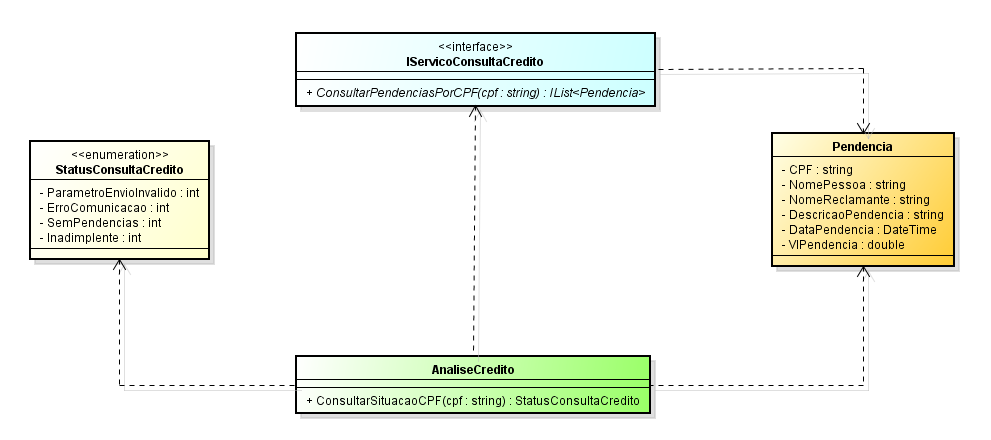 <<interface>>
IServicoConsultaCredito
+ ConsultarPendenciasPorCPF(cpf : string) : IList<Pendencia>
<<enumeration>>
StatusConsultaCredito
- ParametroEnvioInvalido : int
- ErroComunicacao : int
- SemPendencias : int
- Inadimplente : int
Pendencia
- CPF : string
- NomePessoa : string
- NomeReclamante : string
- DescricaoPendencia : string
- DataPendencia : DateTime
- VlPendencia : double
AnaliseCredito
+ ConsultarSituacaoCPF(cpf : string) : StatusConsultaCredito